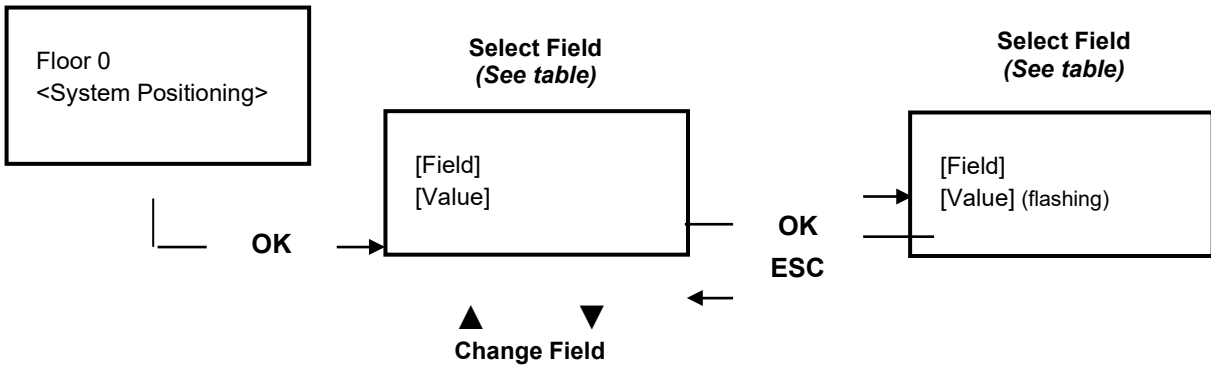 Floor 0
<System Positioning>
OK
Select Field
(See table)
[Field]
[Value]
▲ ▼
Change Field
OK
ESC
Select Field
(See table)
[Field]
[Value] (flashing)